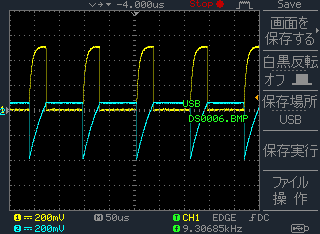 -4.000us Stop Save
画面を
保存する
白黒反転
オフ
保存場所
USB
保存実行
ファイル
操 作
USB
DS0006.BMP
2
1 200mV M 50us T CH1 EDGE DC
2 200mV f 9.30685kHz